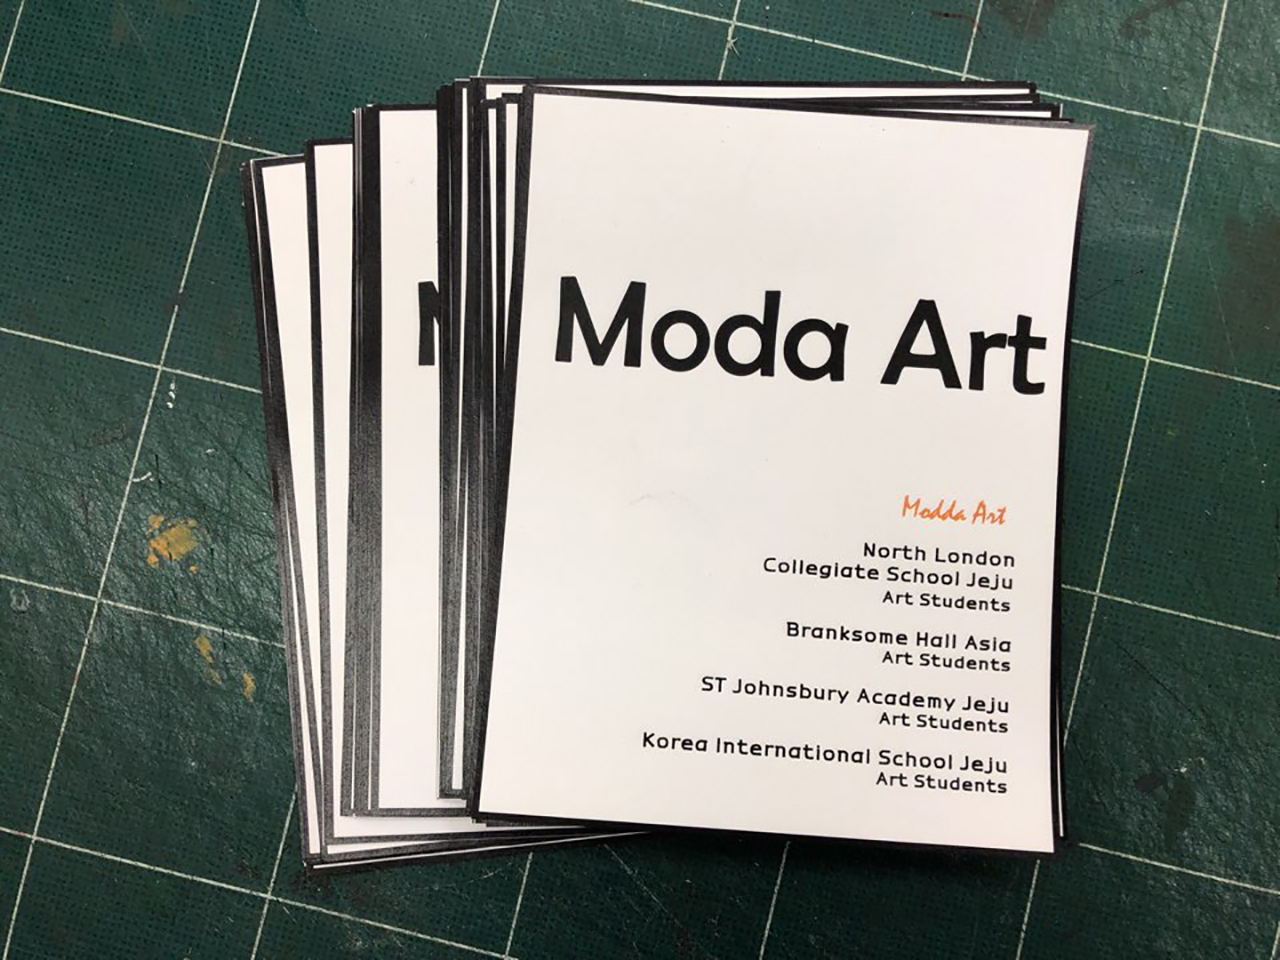 Moda Art
Modda Art
North London
Collegiate School Jeju
Art Students
Branksome Hall Asia
Art Students
ST Johnsbury Academy Jeju
Art Students
Korea International School Jeju
Art Students